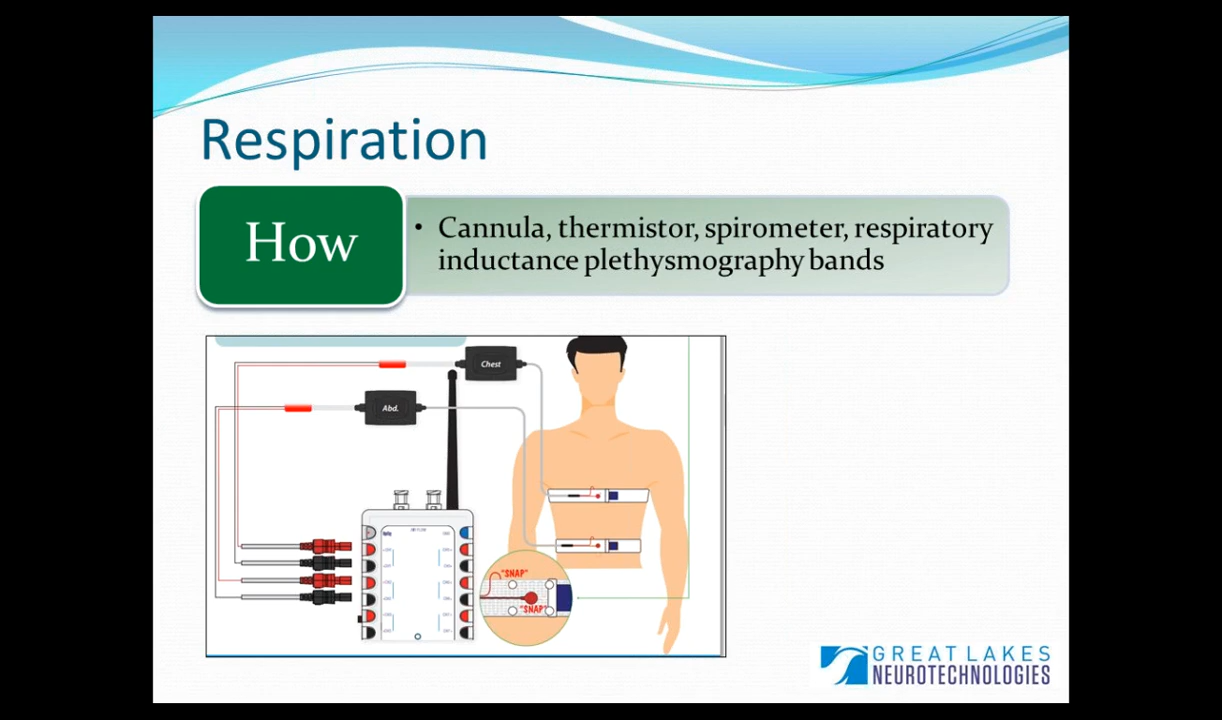 Respiration
How
• Cannula, thermistor, spirometer, respiratory
inductance plethysmography bands
Chest
Abd.
"SNAP"
"SNAP"
GREAT LAKES
NEUROTECHNOLOGIES